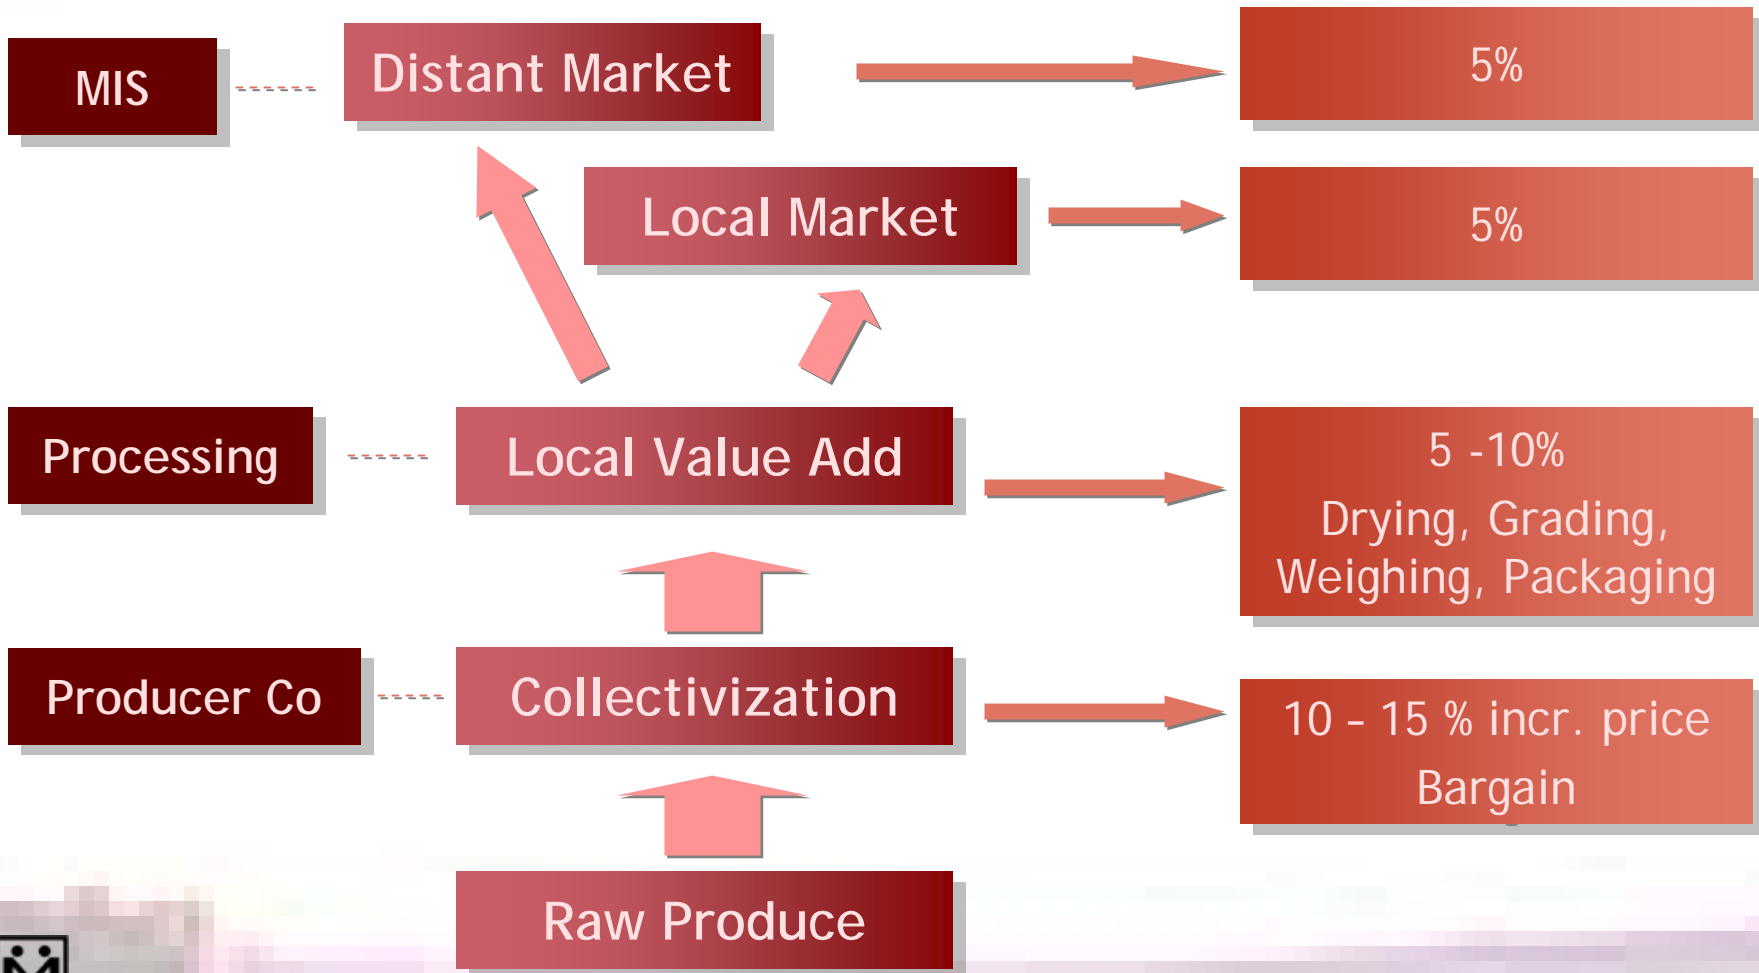 MIS
Distant Market
5%
Local Market
5%
Processing
Local Value Add
5 -10%
Drying, Grading,
Weighing, Packaging
Producer Co
Collectivization
10 – 15 % incr. price
Bargain
Raw Produce